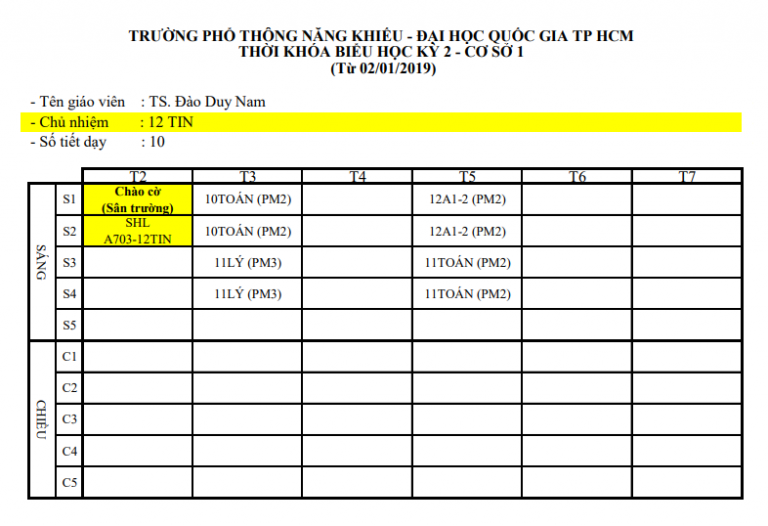 TRƯỜNG PHỔ THÔNG NĂNG KHIẾU - ĐẠI HỌC QUỐC GIA TP HCM
THỜI KHÓA BIỂU HỌC KỲ 2 - CƠ SỞ 1
(Từ 02/01/2019)
- Tên giáo viên : TS. Đào Duy Nam
- Chủ nhiệm : 12 TIN
- Số tiết dạy : 10
T2 T3 T4 T5 T6 T7
SÁNG
S1 Chào cờ (Sân trường) 10TOÁN (PM2) 12A1-2 (PM2)
S2 SHL A703-12TIN 10TOÁN (PM2) 12A1-2 (PM2)
S3 11LÝ (PM3) 11TOÁN (PM2)
S4 11LÝ (PM3) 11TOÁN (PM2)
S5
CHIỀU
C1
C2
C3
C4
C5